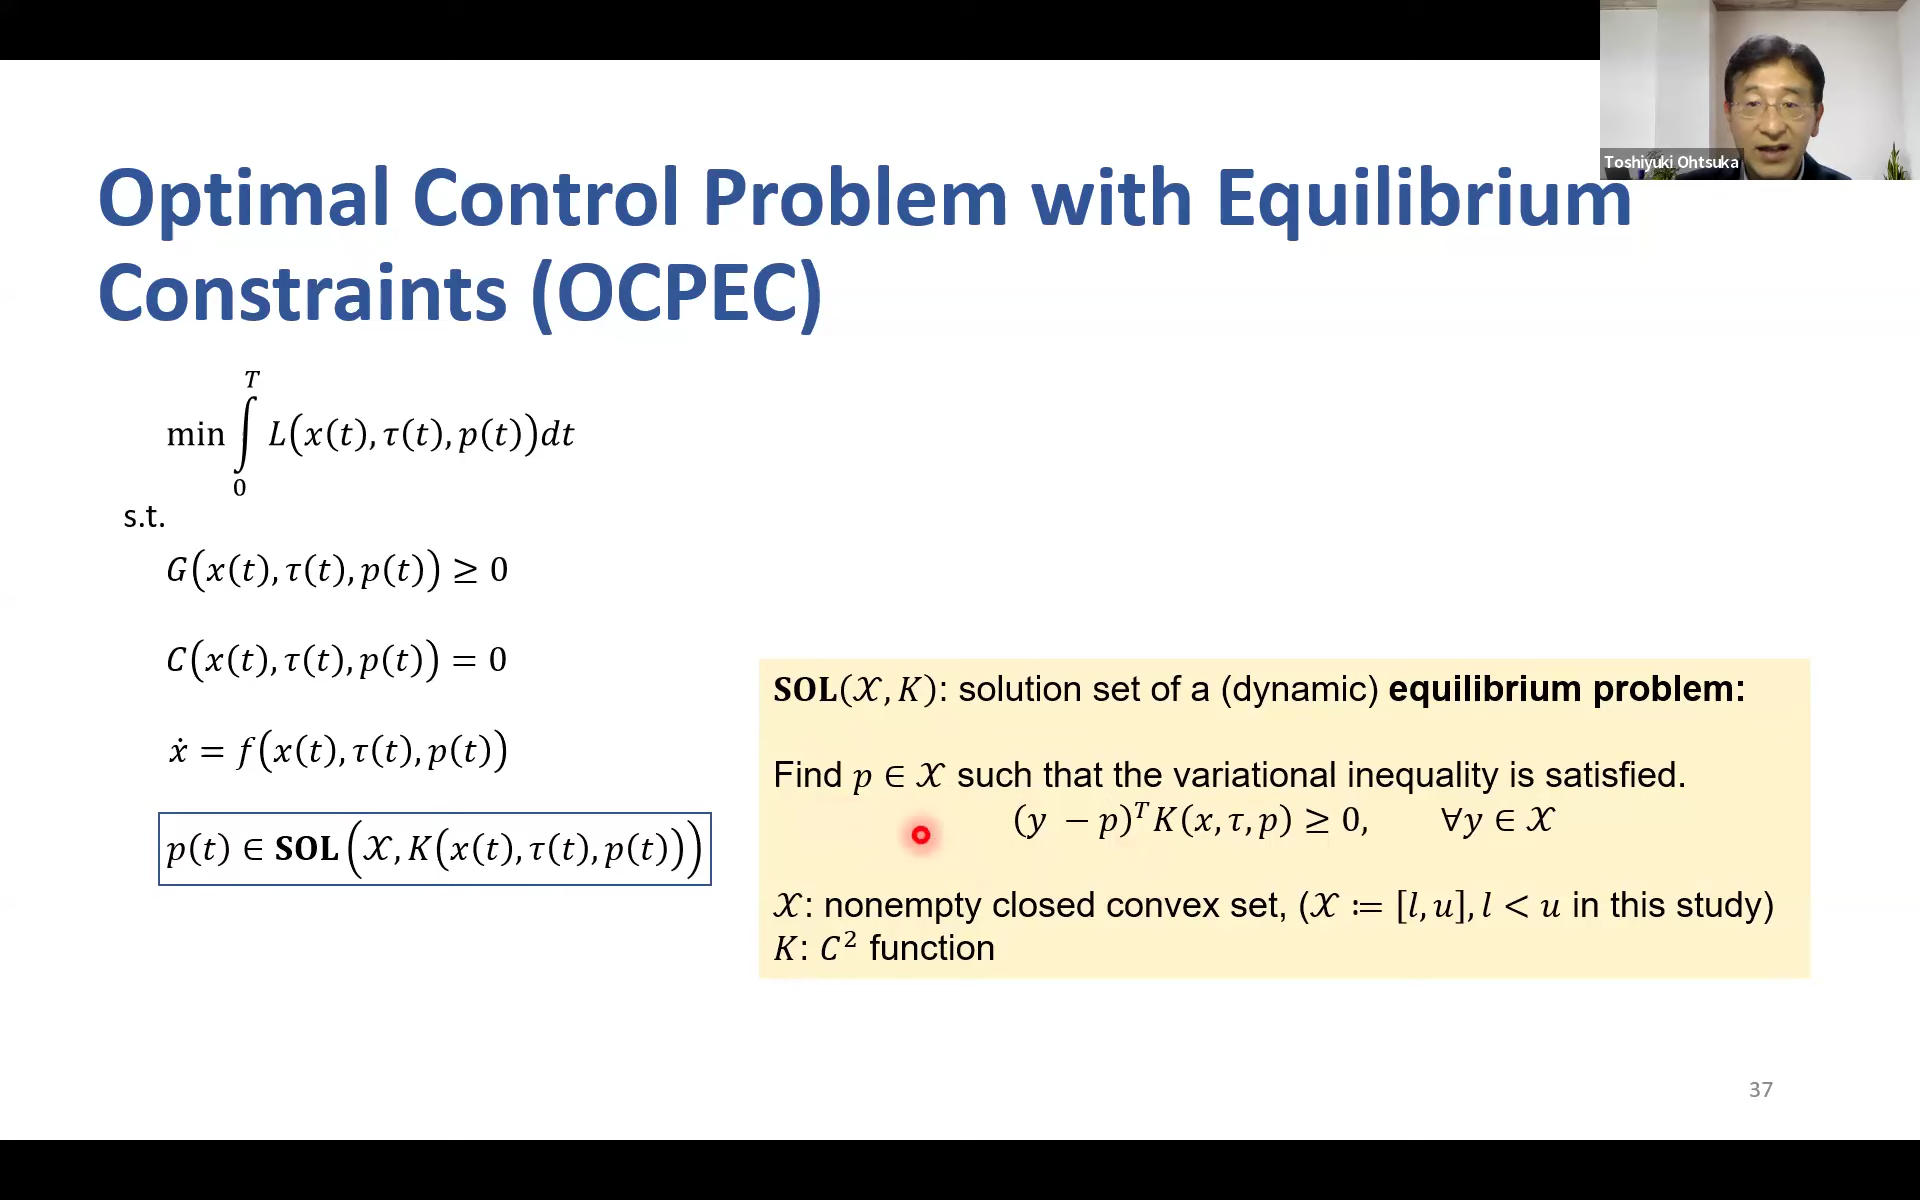 Toshiyuki Ohtsuka
Optimal Control Problem with Equilibrium
Constraints (OCPEC)
min ∫₀ᵀ L(x(t), τ(t), p(t))dt
s.t.
G(x(t), τ(t), p(t)) ≥ 0
C(x(t), τ(t), p(t)) = 0
ẋ = f(x(t), τ(t), p(t))
p(t) ∈ SOL(𝒳, K(x(t), τ(t), p(t)))
SOL(𝒳, K): solution set of a (dynamic) equilibrium problem:
Find p ∈ 𝒳 such that the variational inequality is satisfied.
(y − p)ᵀK(x, τ, p) ≥ 0, ∀y ∈ 𝒳
𝒳: nonempty closed convex set, (𝒳 ≔ [l, u], l < u in this study)
K: C² function
37